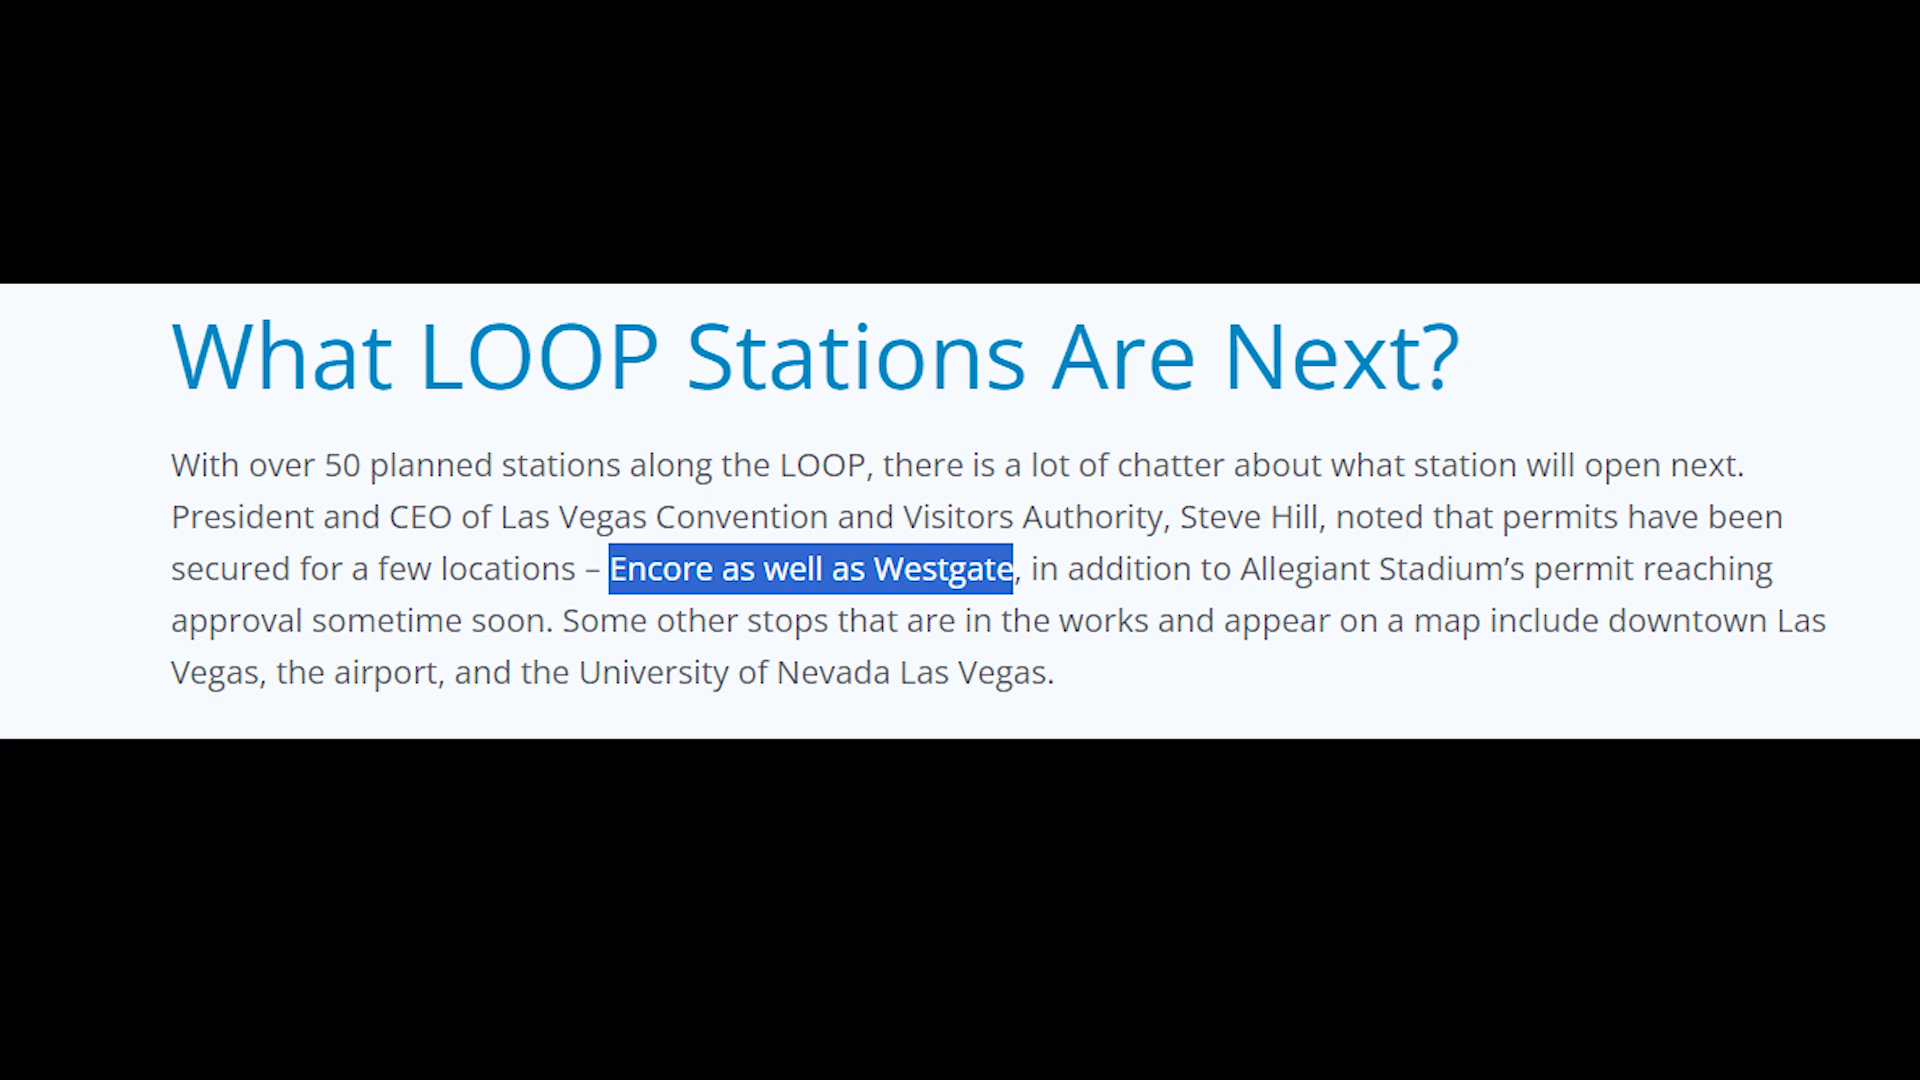 What LOOP Stations Are Next?
With over 50 planned stations along the LOOP, there is a lot of chatter about what station will open next.
President and CEO of Las Vegas Convention and Visitors Authority, Steve Hill, noted that permits have been
secured for a few locations – Encore as well as Westgate, in addition to Allegiant Stadium’s permit reaching
approval sometime soon. Some other stops that are in the works and appear on a map include downtown Las
Vegas, the airport, and the University of Nevada Las Vegas.